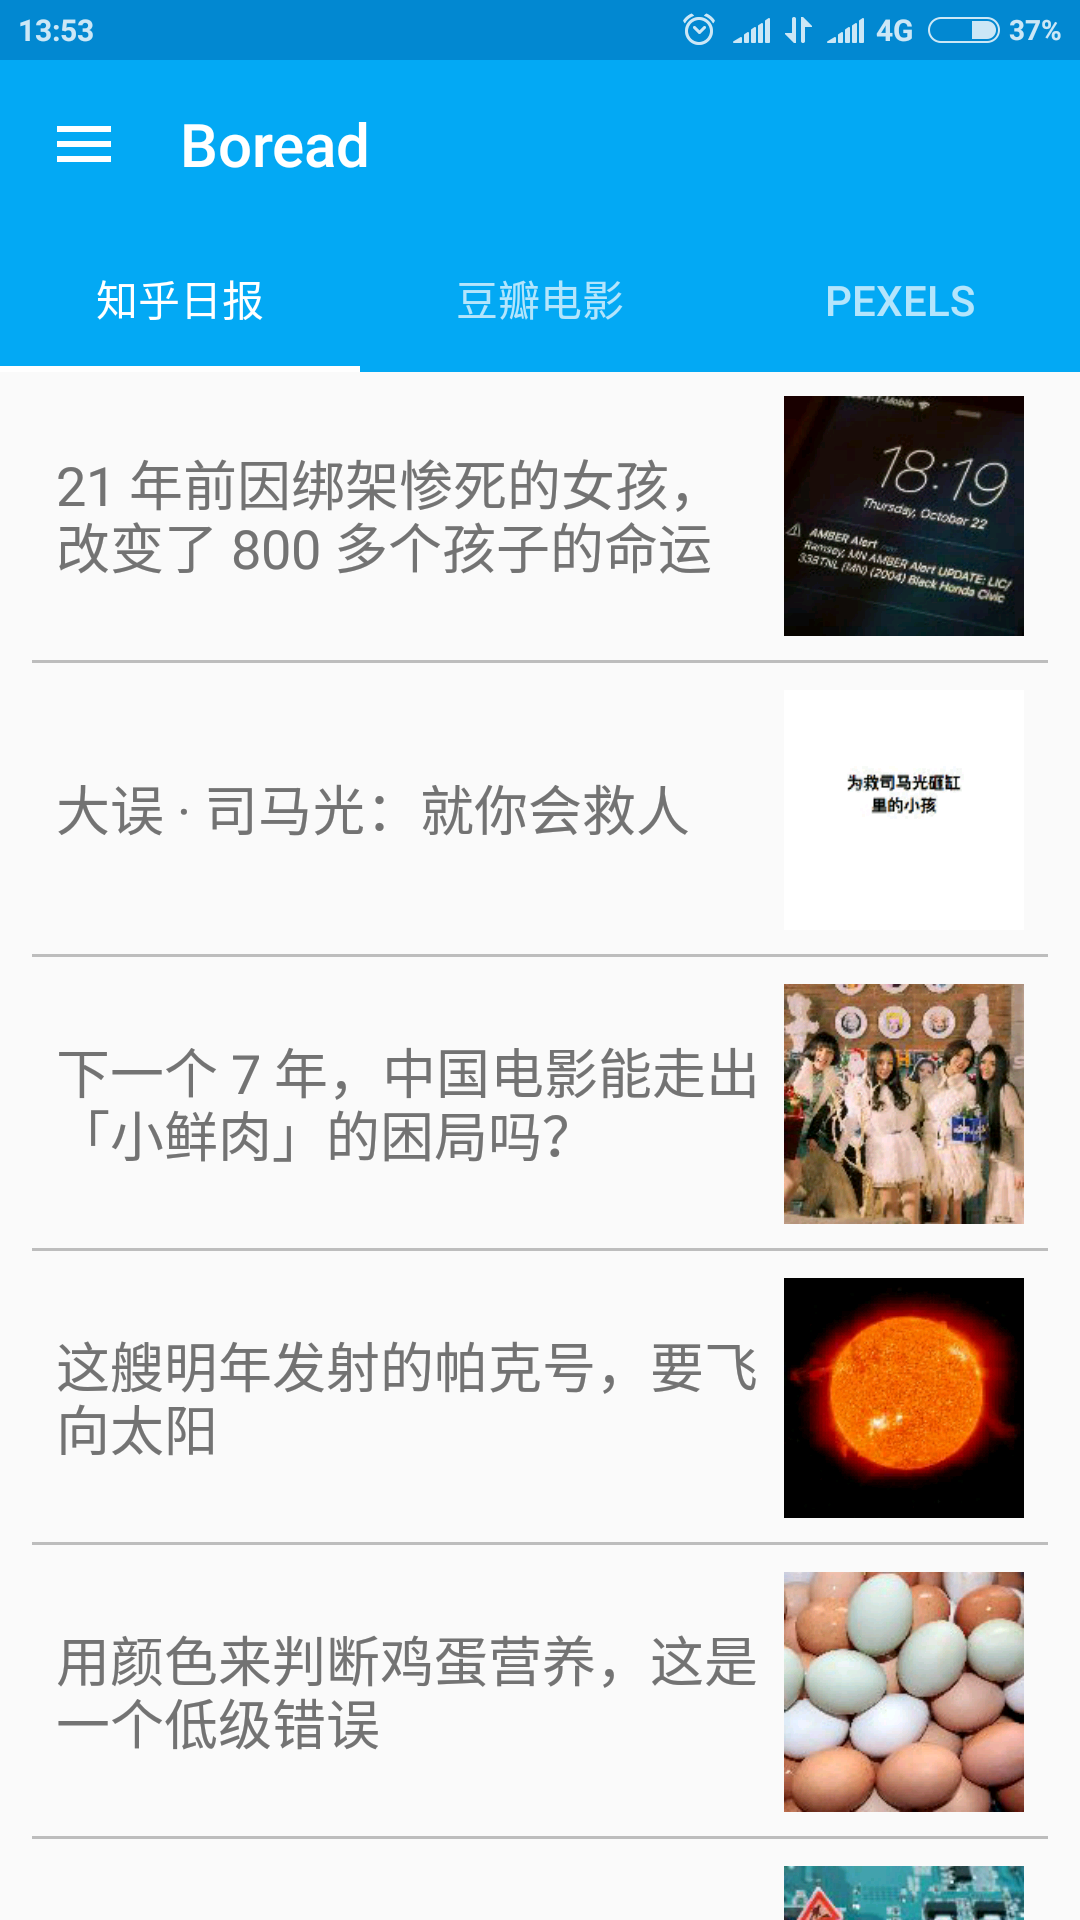 13:53
4G
37%
Boread
知乎日报
豆瓣电影
PEXELS
21 年前因绑架惨死的女孩，
改变了 800 多个孩子的命运
T-Mobile
18:19
Thursday, October 22
AMBER Alert
Ramsey, MN AMBER Alert UPDATE: LIC/
33BTNL (MN) (2004) Black Honda Civic
大误 · 司马光：就你会救人
为救司马光砸缸
里的小孩
下一个 7 年，中国电影能走出
「小鲜肉」的困局吗？
这艘明年发射的帕克号，要飞
向太阳
用颜色来判断鸡蛋营养，这是
一个低级错误